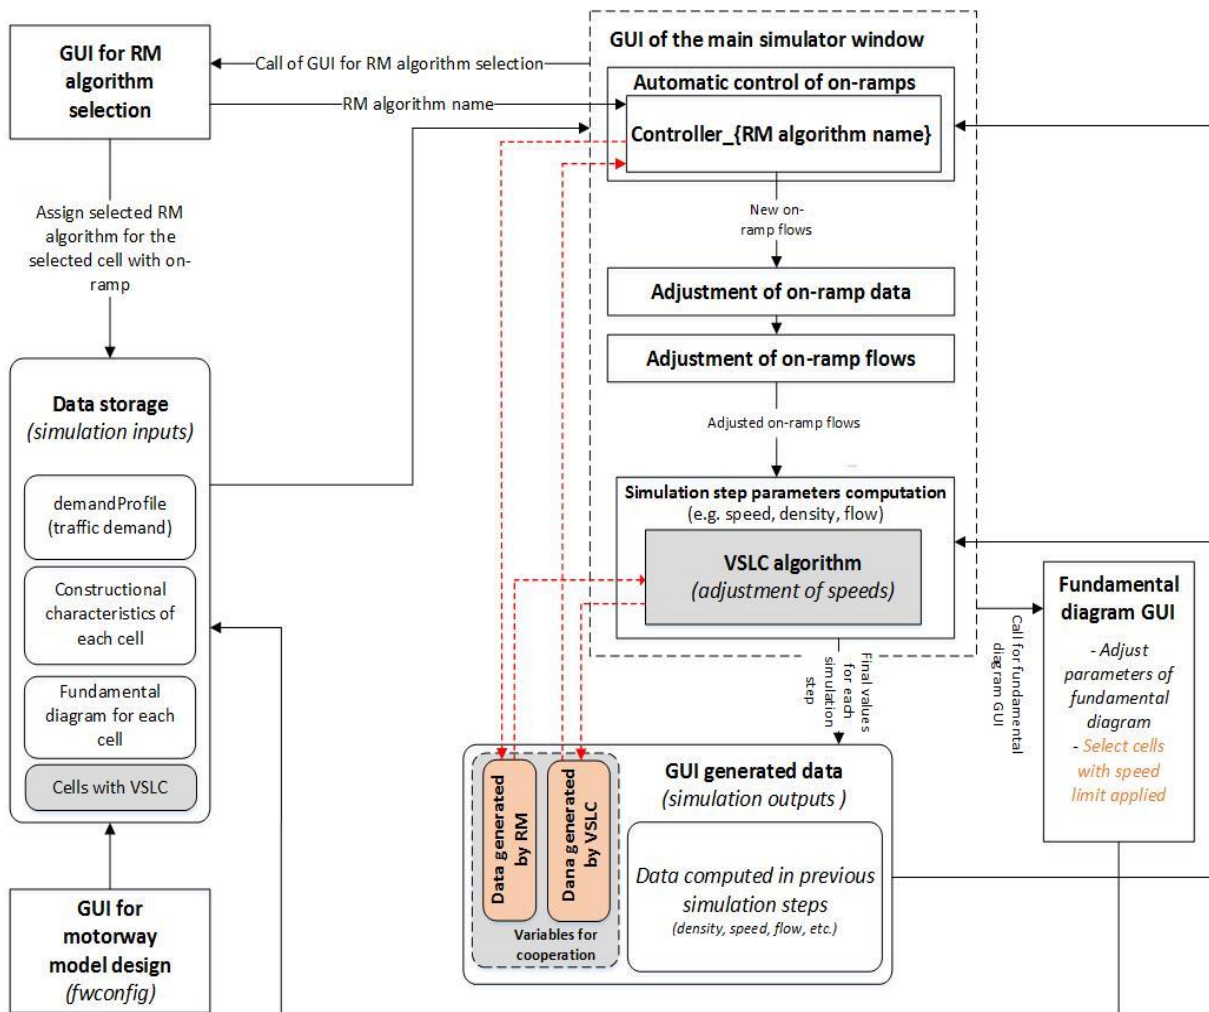 GUI for RM
algorithm
selection
Call of GUI for RM algorithm selection
RM algorithm name
GUI of the main simulator window
Automatic control of on-ramps
Controller_{RM algorithm name}
New on-
ramp flows
Assign selected RM
algorithm for the
selected cell with on-
ramp
Adjustment of on-ramp data
Adjustment of on-ramp flows
Adjusted on-ramp flows
Data storage
(simulation inputs)
demandProfile
(traffic demand)
Constructional
characteristics of
each cell
Fundamental
diagram for each
cell
Cells with VSLC
Simulation step parameters computation
(e.g. speed, density, flow)
VSLC algorithm
(adjustment of speeds)
Final values
for each
simulation
step
Call for fundamental
diagram GUI
Fundamental
diagram GUI
- Adjust
parameters of
fundamental
diagram
- Select cells
with speed
limit applied
GUI generated data
(simulation outputs )
Data generated
by RM
Dana generated
by VSLC
Variables for
cooperation
Data computed in previous
simulation steps
(density, speed, flow, etc.)
GUI for
motorway
model design
(fwconfig)